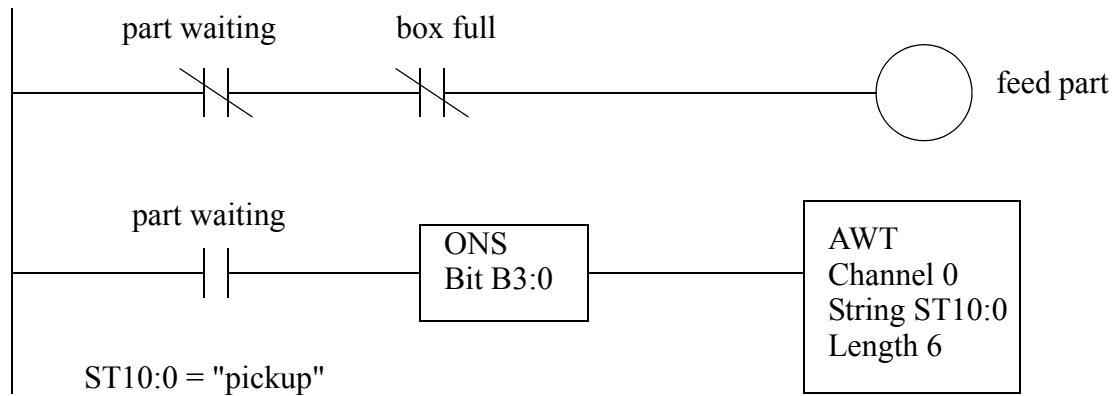 part waiting
box full
feed part
part waiting
ONS
Bit B3:0
AWT
Channel 0
String ST10:0
Length 6
ST10:0 = "pickup"